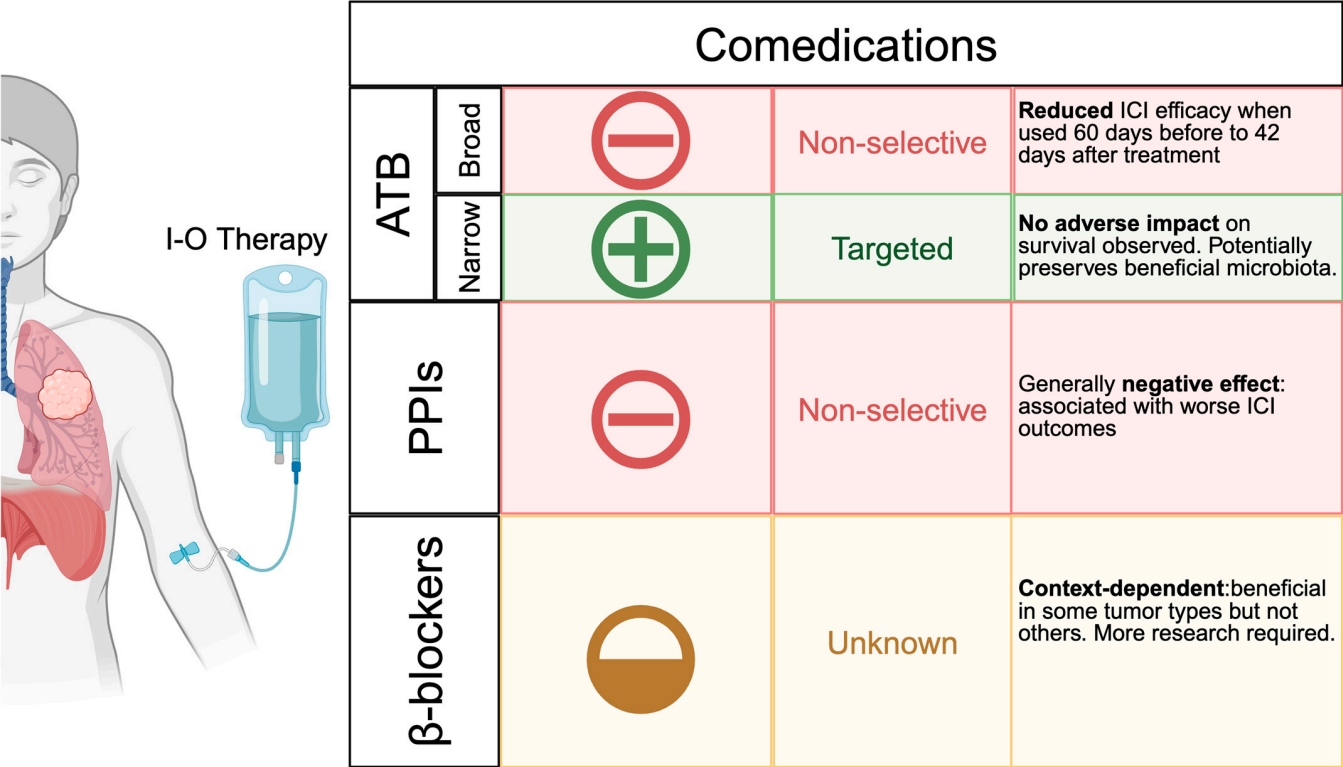 Comedications
I-O Therapy
ATB
Broad
Non-selective
Reduced ICI efficacy when
used 60 days before to 42
days after treatment
Narrow
Targeted
No adverse impact on
survival observed. Potentially
preserves beneficial microbiota.
PPIs
Non-selective
Generally negative effect:
associated with worse ICI
outcomes
β-blockers
Unknown
Context-dependent:beneficial
in some tumor types but not
others. More research required.